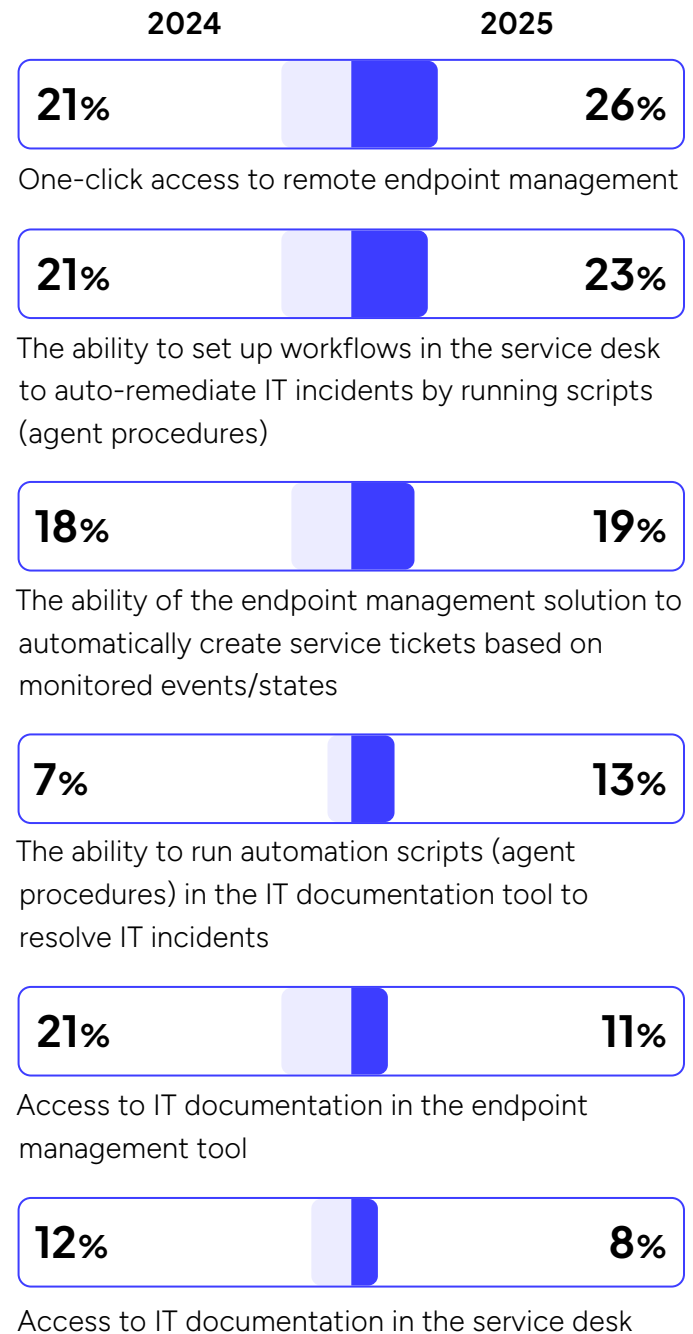 2024 2025
21% 26%
One-click access to remote endpoint management
21% 23%
The ability to set up workflows in the service desk
to auto-remediate IT incidents by running scripts
(agent procedures)
18% 19%
The ability of the endpoint management solution to
automatically create service tickets based on
monitored events/states
7% 13%
The ability to run automation scripts (agent
procedures) in the IT documentation tool to
resolve IT incidents
21% 11%
Access to IT documentation in the endpoint
management tool
12% 8%
Access to IT documentation in the service desk